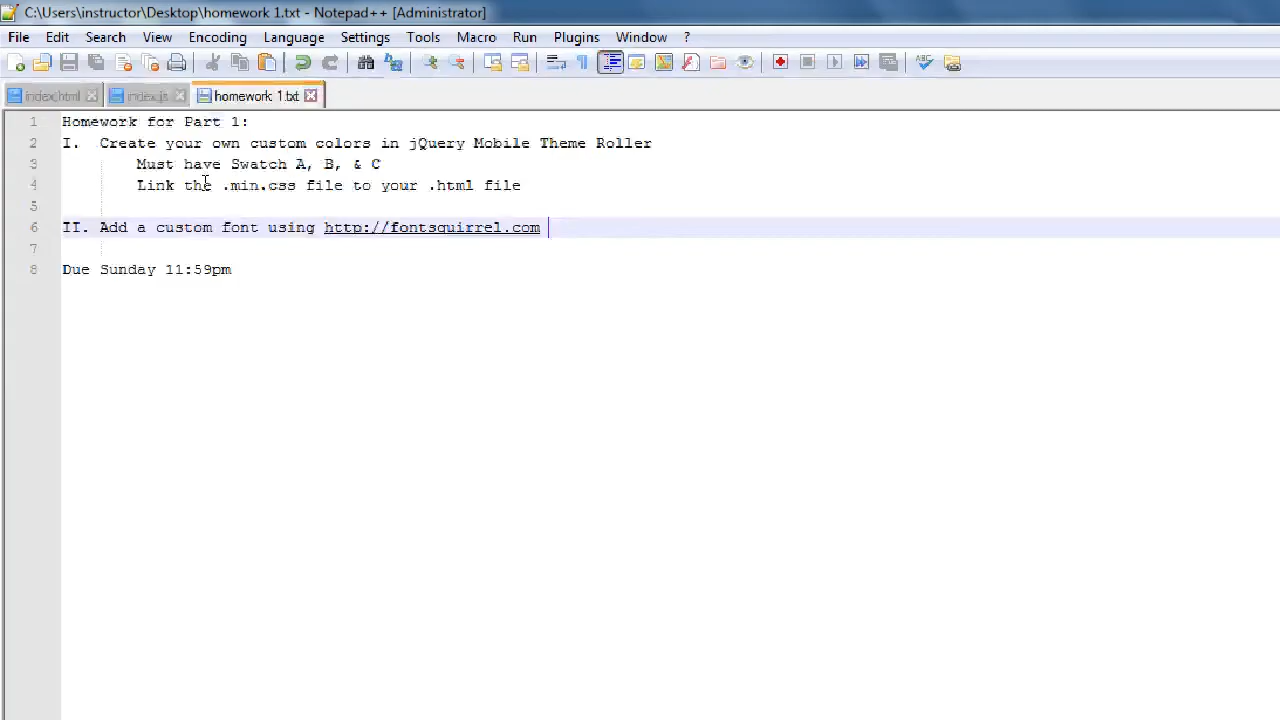 C:\Users\instructor\Desktop\homework 1.txt - Notepad++ [Administrator]
File Edit Search View Encoding Language Settings Tools Macro Run Plugins Window ?
index.html index.js homework 1.txt
1 Homework for Part 1:
2 I. Create your own custom colors in jQuery Mobile Theme Roller
3 Must have Swatch A, B, & C
4 Link the .min.css file to your .html file
5
6 II. Add a custom font using http://fontsquirrel.com
7
8 Due Sunday 11:59pm